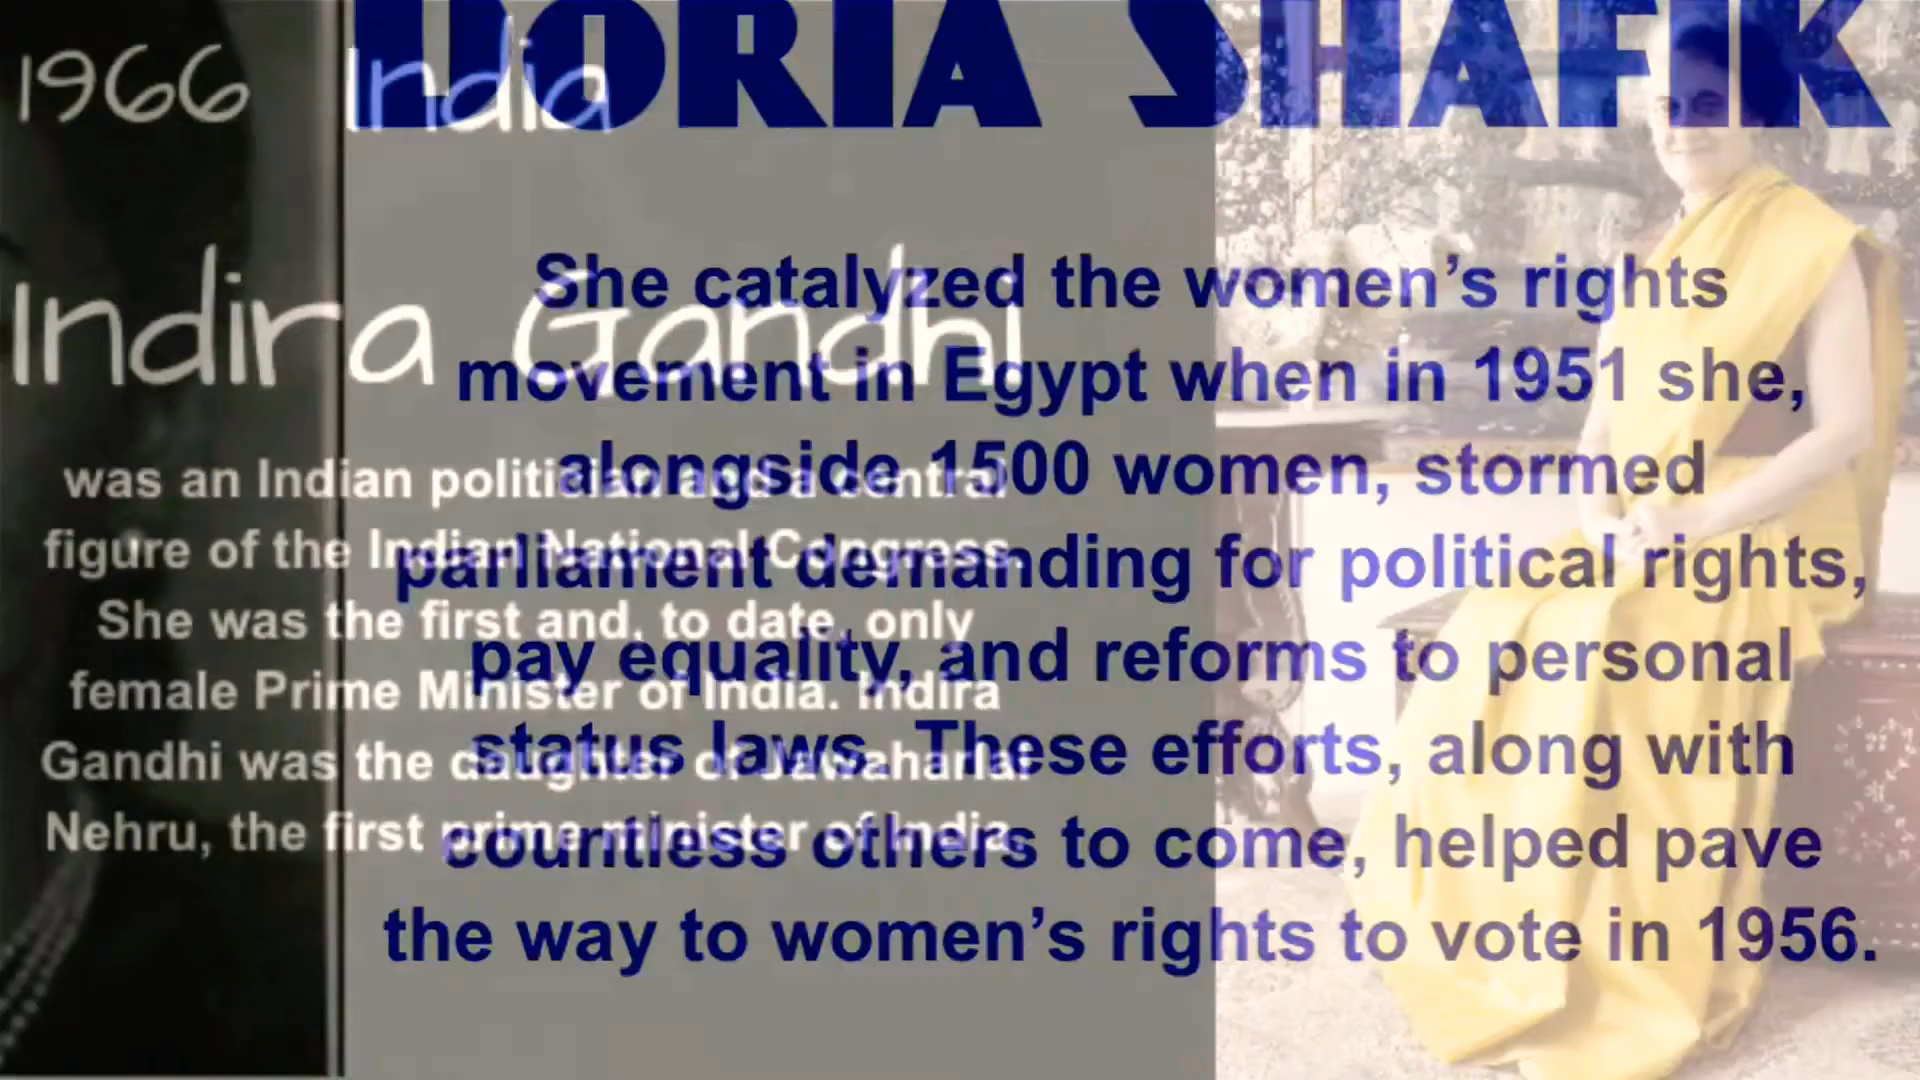 DORIA SHAFIK
She catalyzed the women’s rights
movement in Egypt when in 1951 she,
alongside 1500 women, stormed
parliament demanding for political rights,
pay equality, and reforms to personal
status laws. These efforts, along with
countless others to come, helped pave
the way to women’s rights to vote in 1956.
1966 India
Indira Gandhi
was an Indian politician and a central
figure of the Indian National Congress.
She was the first and, to date, only
female Prime Minister of India. Indira
Gandhi was the daughter of Jawaharlal
Nehru, the first prime minister of India.